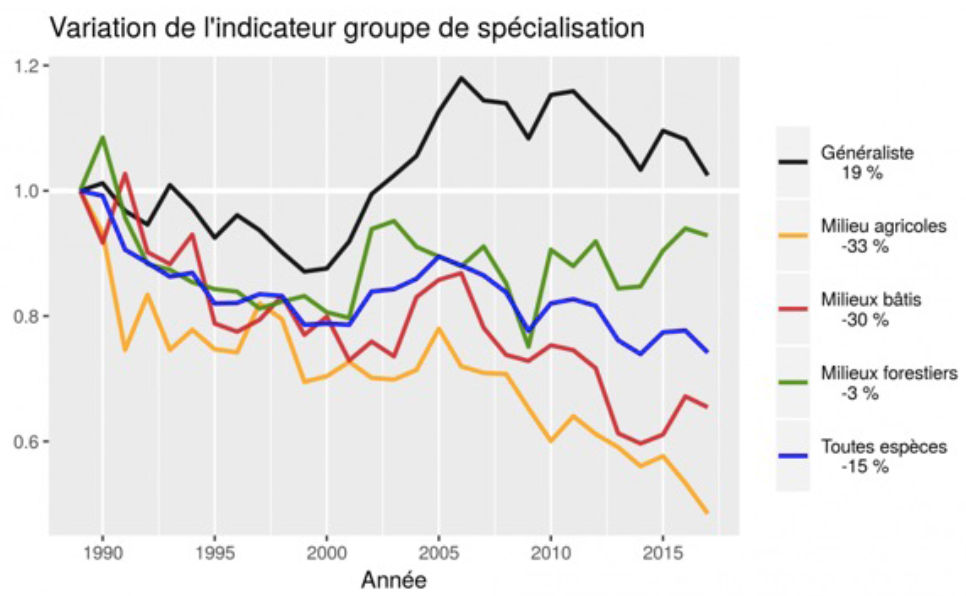 Variation de l'indicateur groupe de spécialisation
1.2
1.0
0.8
0.6
1990
1995
2000
2005
2010
2015
Année
Généraliste
19 %
Milieu agricoles
-33 %
Milieux bâtis
-30 %
Milieux forestiers
-3 %
Toutes espèces
-15 %